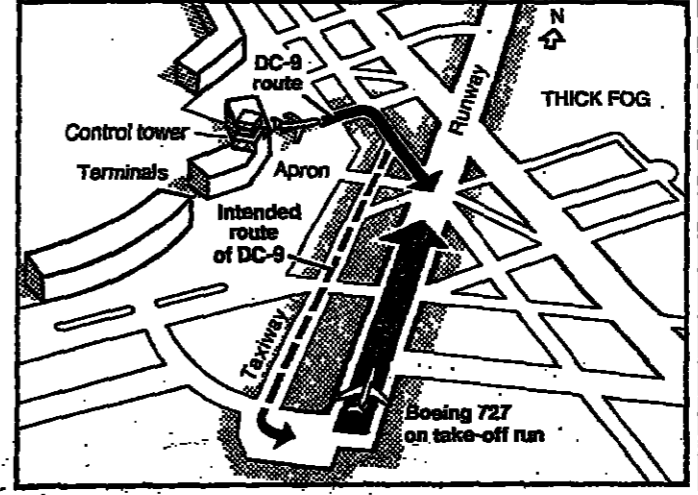 N
DC-9
route
Runway
THICK FOG
Control tower
Terminals
Apron
Intended
route
of DC-9
Taxiway
Boeing 727
on take-off run